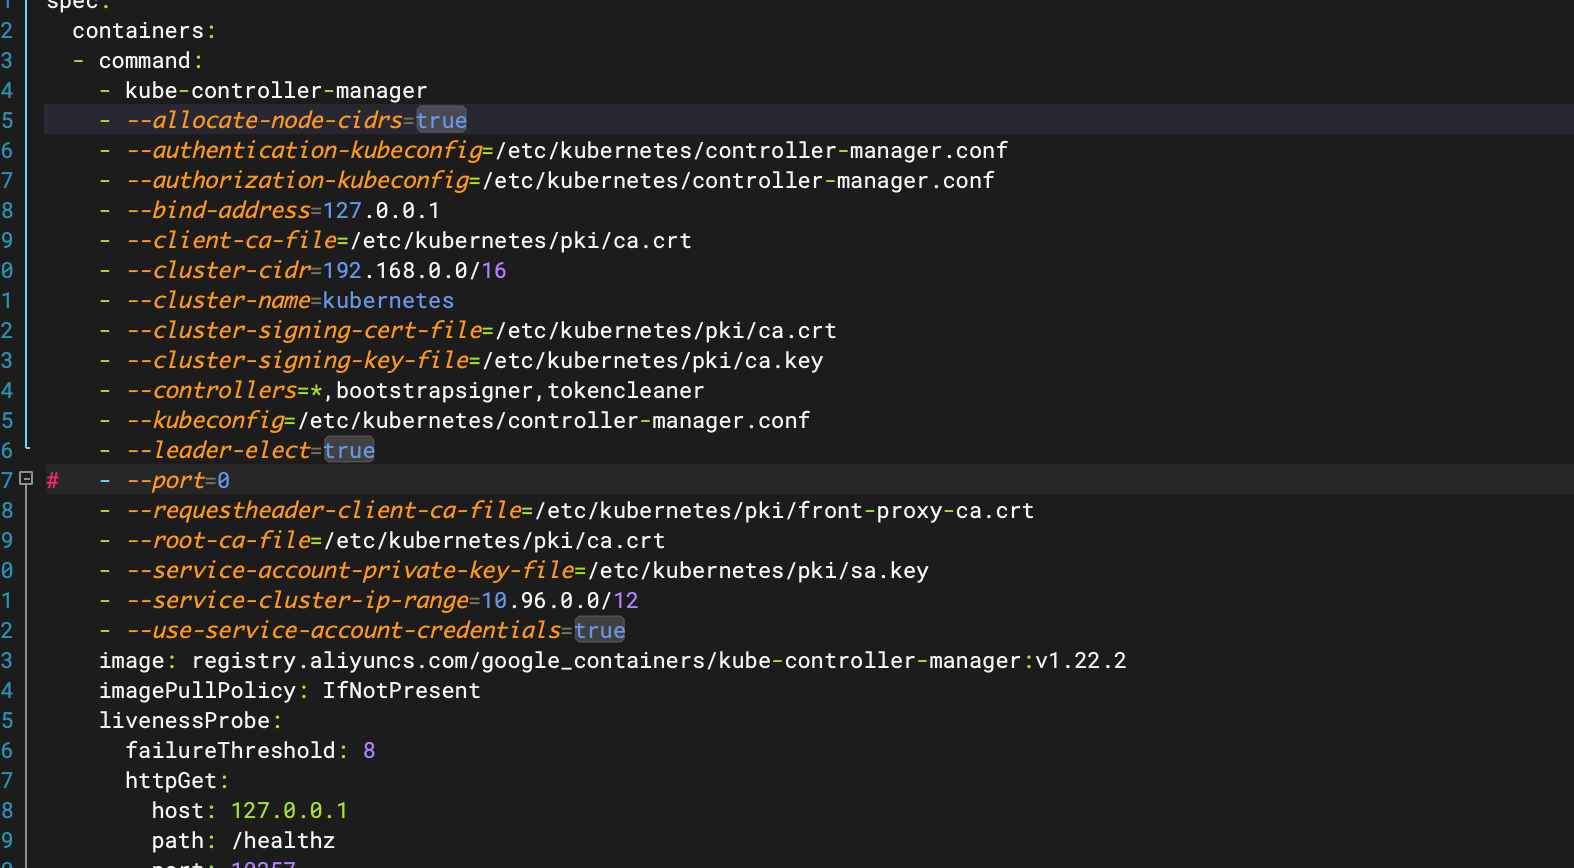 1 spec:
2   containers:
3   - command:
4     - kube-controller-manager
5     - --allocate-node-cidrs=true
6     - --authentication-kubeconfig=/etc/kubernetes/controller-manager.conf
7     - --authorization-kubeconfig=/etc/kubernetes/controller-manager.conf
8     - --bind-address=127.0.0.1
9     - --client-ca-file=/etc/kubernetes/pki/ca.crt
0     - --cluster-cidr=192.168.0.0/16
1     - --cluster-name=kubernetes
2     - --cluster-signing-cert-file=/etc/kubernetes/pki/ca.crt
3     - --cluster-signing-key-file=/etc/kubernetes/pki/ca.key
4     - --controllers=*,bootstrapsigner,tokencleaner
5     - --kubeconfig=/etc/kubernetes/controller-manager.conf
6     - --leader-elect=true
7 #   - --port=0
8     - --requestheader-client-ca-file=/etc/kubernetes/pki/front-proxy-ca.crt
9     - --root-ca-file=/etc/kubernetes/pki/ca.crt
0     - --service-account-private-key-file=/etc/kubernetes/pki/sa.key
1     - --service-cluster-ip-range=10.96.0.0/12
2     - --use-service-account-credentials=true
3     image: registry.aliyuncs.com/google_containers/kube-controller-manager:v1.22.2
4     imagePullPolicy: IfNotPresent
5     livenessProbe:
6       failureThreshold: 8
7       httpGet:
8         host: 127.0.0.1
9         path: /healthz
0         port: 10257